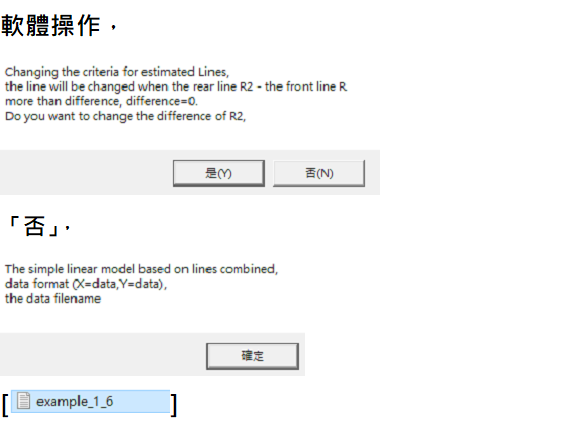 軟體操作，
Changing the criteria for estimated Lines,
the line will be changed when the rear line R2 - the front line R
more than difference, difference=0.
Do you want to change the difference of R2,
是(Y) 否(N)
「否」，
The simple linear model based on lines combined,
data format (X=data,Y=data),
the data filename
確定
[example_1_6]